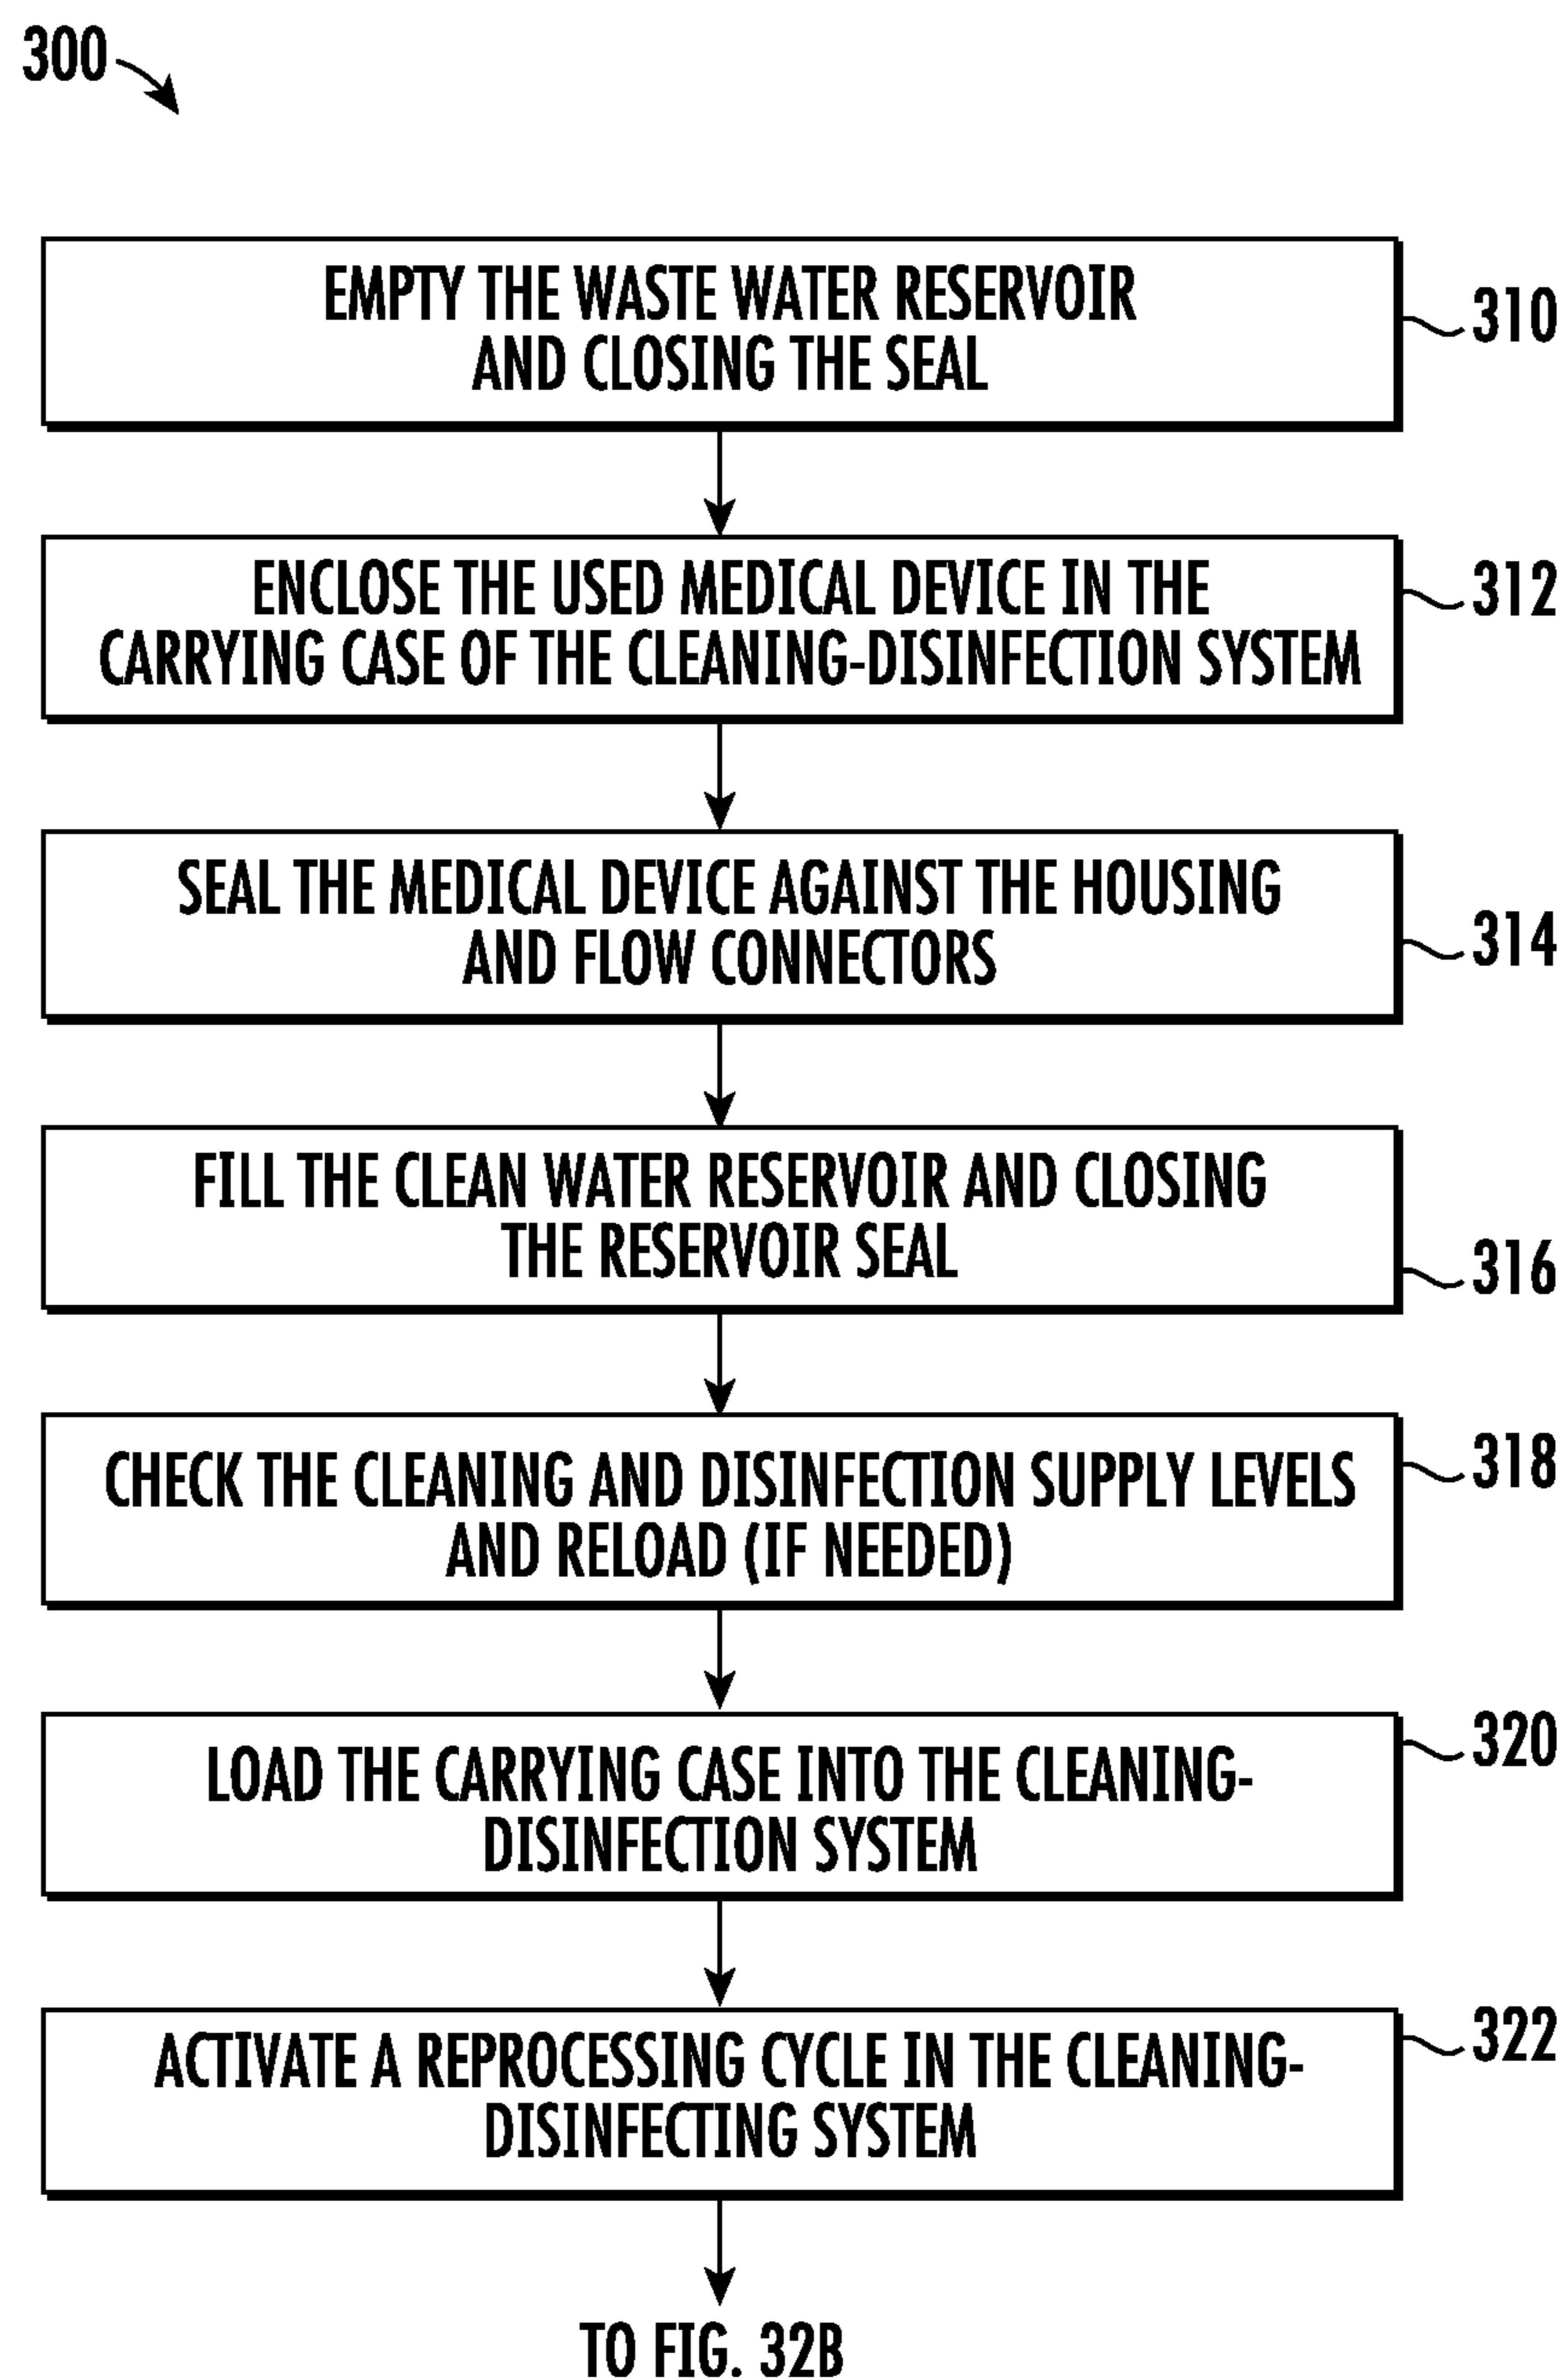 300
EMPTY THE WASTE WATER RESERVOIR
AND CLOSING THE SEAL
310
ENCLOSE THE USED MEDICAL DEVICE IN THE
CARRYING CASE OF THE CLEANING-DISINFECTION SYSTEM
312
SEAL THE MEDICAL DEVICE AGAINST THE HOUSING
AND FLOW CONNECTORS
314
FILL THE CLEAN WATER RESERVOIR AND CLOSING
THE RESERVOIR SEAL
316
CHECK THE CLEANING AND DISINFECTION SUPPLY LEVELS
AND RELOAD (IF NEEDED)
318
LOAD THE CARRYING CASE INTO THE CLEANING-
DISINFECTION SYSTEM
320
ACTIVATE A REPROCESSING CYCLE IN THE CLEANING-
DISINFECTING SYSTEM
322
TO FIG. 32B